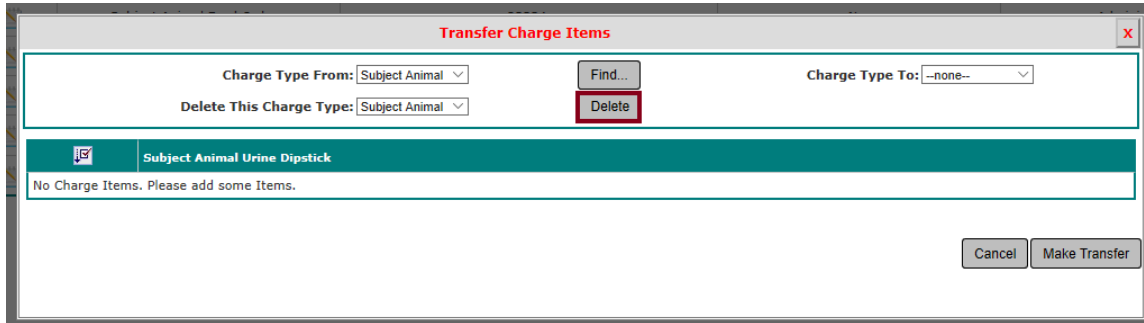 Transfer Charge Items
X
Charge Type From: Subject Animal
Find...
Charge Type To: --none--
Delete This Charge Type: Subject Animal
Delete
Subject Animal Urine Dipstick
No Charge Items. Please add some Items.
Cancel
Make Transfer